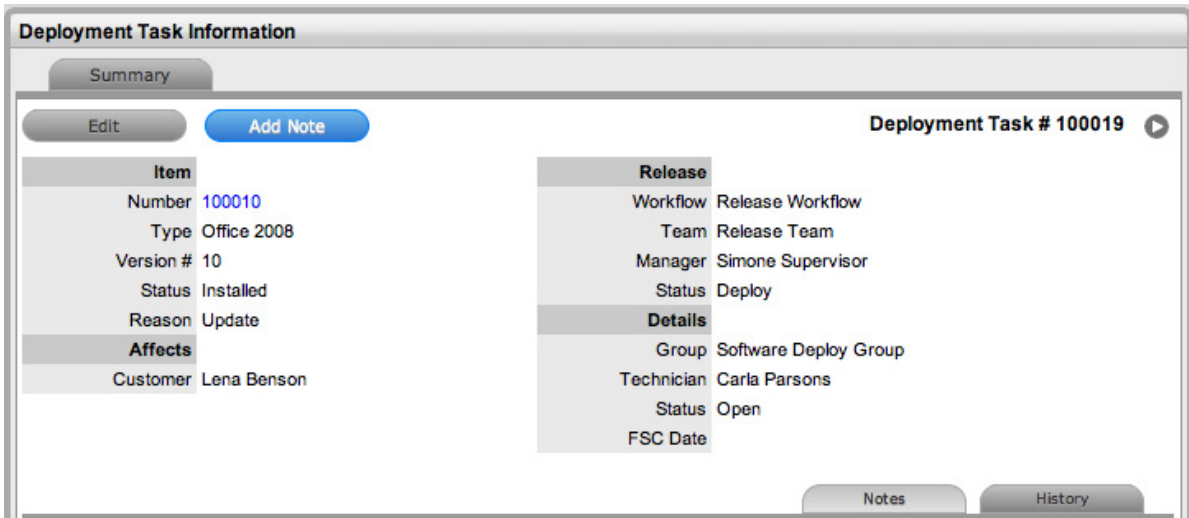 Deployment Task Information
Summary
Edit
Add Note
Deployment Task # 100019
Item
Number 100010
Type Office 2008
Version # 10
Status Installed
Reason Update
Affects
Customer Lena Benson
Release
Workflow Release Workflow
Team Release Team
Manager Simone Supervisor
Status Deploy
Details
Group Software Deploy Group
Technician Carla Parsons
Status Open
FSC Date
Notes
History